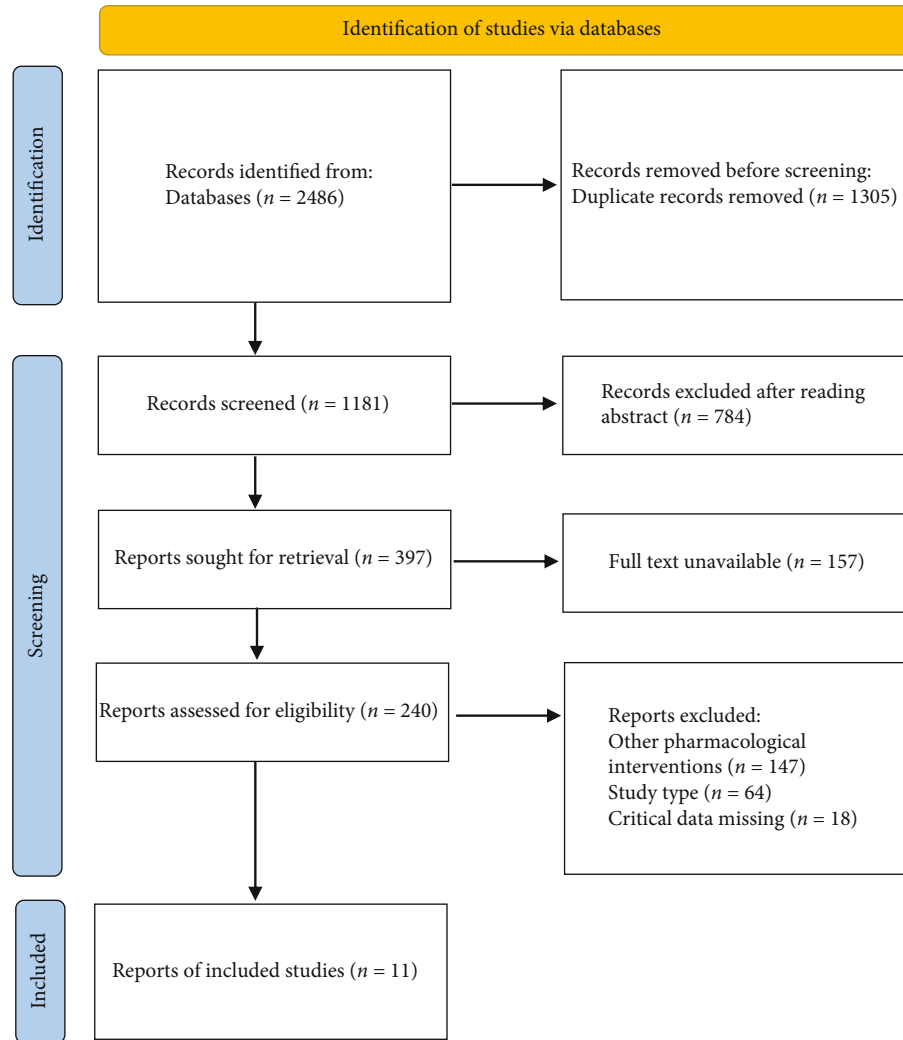 Identification of studies via databases
Identification
Records identified from:
Databases (n = 2486)
Records removed before screening:
Duplicate records removed (n = 1305)
Screening
Records screened (n = 1181)
Records excluded after reading
abstract (n = 784)
Reports sought for retrieval (n = 397)
Full text unavailable (n = 157)
Reports assessed for eligibility (n = 240)
Reports excluded:
Other pharmacological
interventions (n = 147)
Study type (n = 64)
Critical data missing (n = 18)
Included
Reports of included studies (n = 11)